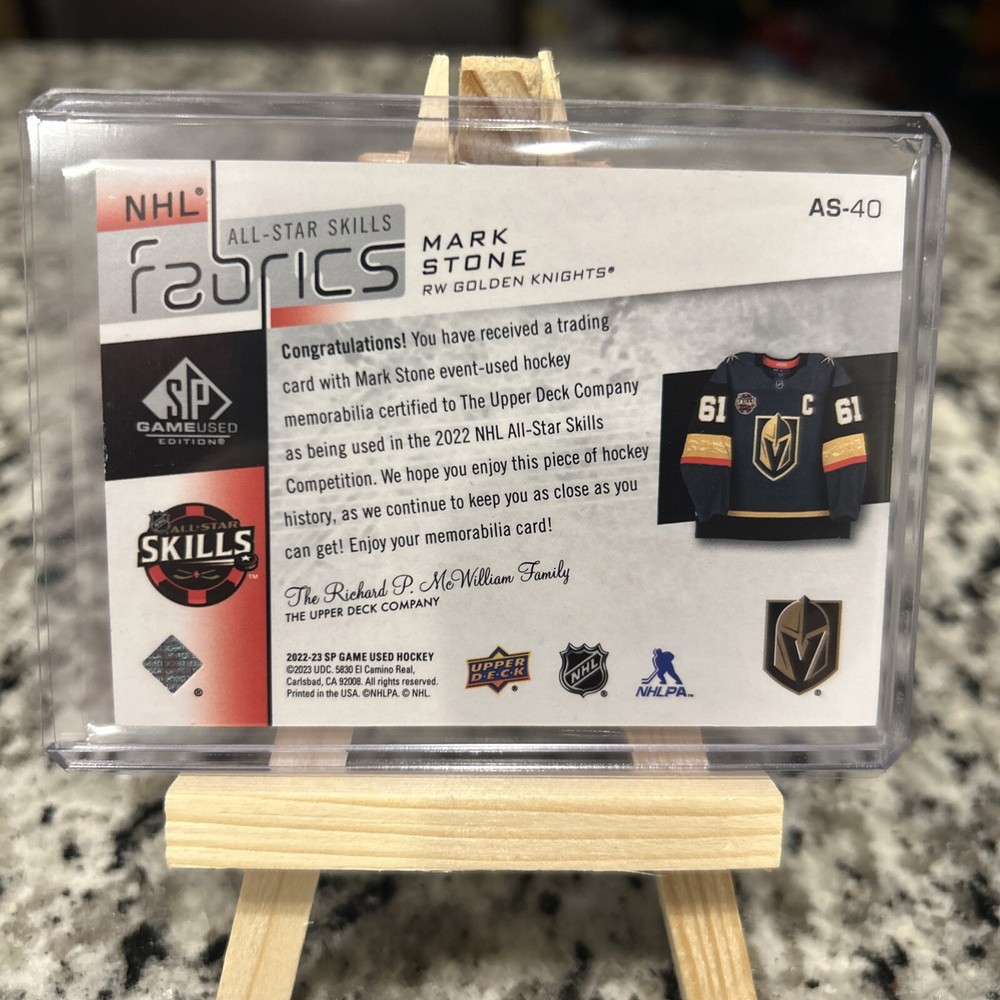 NHL®
ALL-STAR SKILLS
fabrics
MARK
STONE
RW GOLDEN KNIGHTS®
AS-40
SP
GAMEUSED
EDITION®
Congratulations! You have received a trading
card with Mark Stone event-used hockey
memorabilia certified to The Upper Deck Company
as being used in the 2022 NHL All-Star Skills
Competition. We hope you enjoy this piece of hockey
history, as we continue to keep you as close as you
can get! Enjoy your memorabilia card!
61
SKILLS
C
61
ALL-STAR
SKILLS™
The Richard P. McWilliam Family
THE UPPER DECK COMPANY
®
2022-23 SP GAME USED HOCKEY
©2023 UDC. 5830 El Camino Real,
Carlsbad, CA 92008. All rights reserved.
Printed in the USA. ©NHLPA. © NHL.
UPPER
D·E·C·K®
NHL®
NHLPA™
®